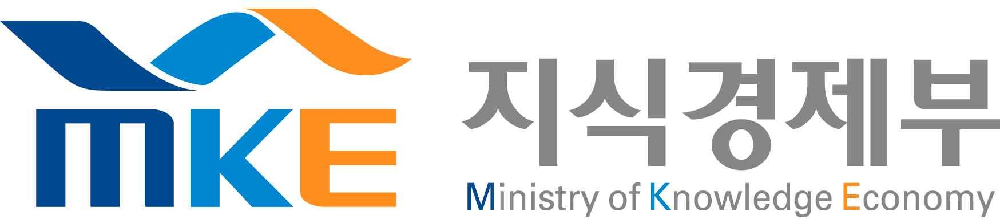 MKE
지식경제부
Ministry of Knowledge Economy